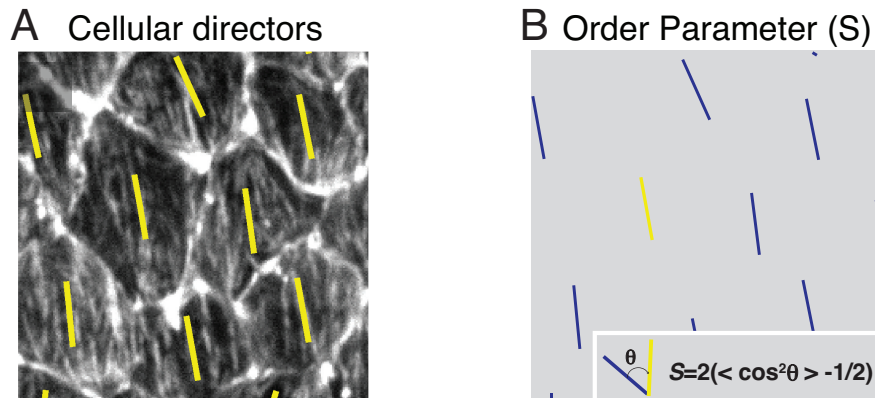 A Cellular directors
B Order Parameter (S)
θ
S=2(< cos²θ > -1/2)